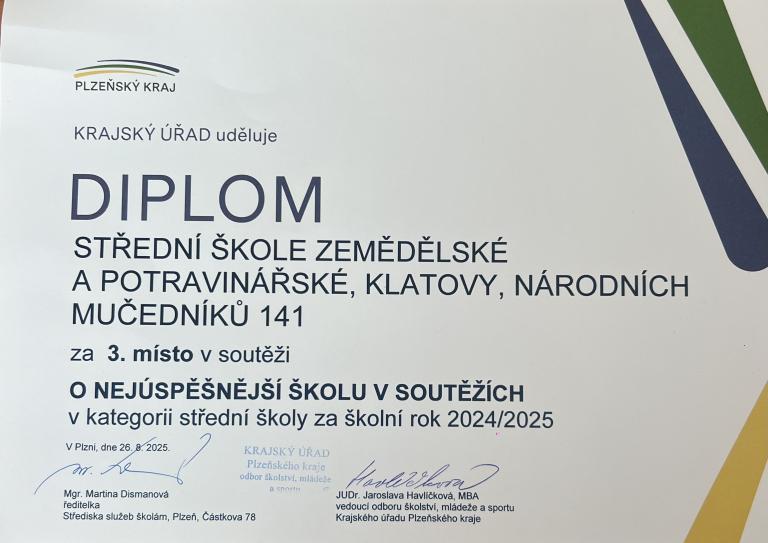 PLZEŇSKÝ KRAJ
KRAJSKÝ ÚŘAD uděluje
DIPLOM
STŘEDNÍ ŠKOLE ZEMĚDĚLSKÉ
A POTRAVINÁŘSKÉ, KLATOVY, NÁRODNÍCH
MUČEDNÍKŮ 141
za 3. místo v soutěži
O NEJÚSPĚŠNĚJŠÍ ŠKOLU V SOUTĚŽÍCH
v kategorii střední školy za školní rok 2024/2025
V Plzni, dne 26. 8. 2025.
KRAJSKÝ ÚŘAD
Plzeňského kraje
odbor školství, mládeže
a sportu
Mgr. Martina Dismanová
ředitelka
Střediska služeb školám, Plzeň, Částkova 78
JUDr. Jaroslava Havlíčková, MBA
vedoucí odboru školství, mládeže a sportu
Krajského úřadu Plzeňského kraje